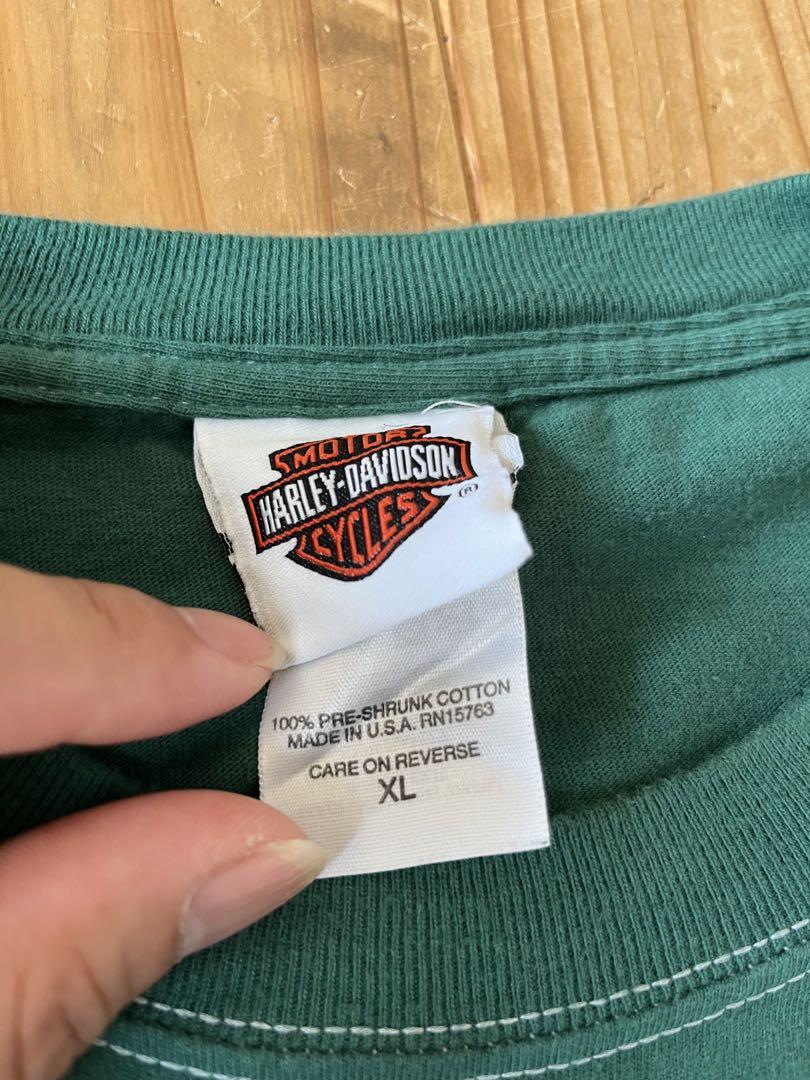 MOTOR
HARLEY-DAVIDSON
CYCLES
®
100% PRE-SHRUNK COTTON
MADE IN U.S.A. RN15763
CARE ON REVERSE
XL